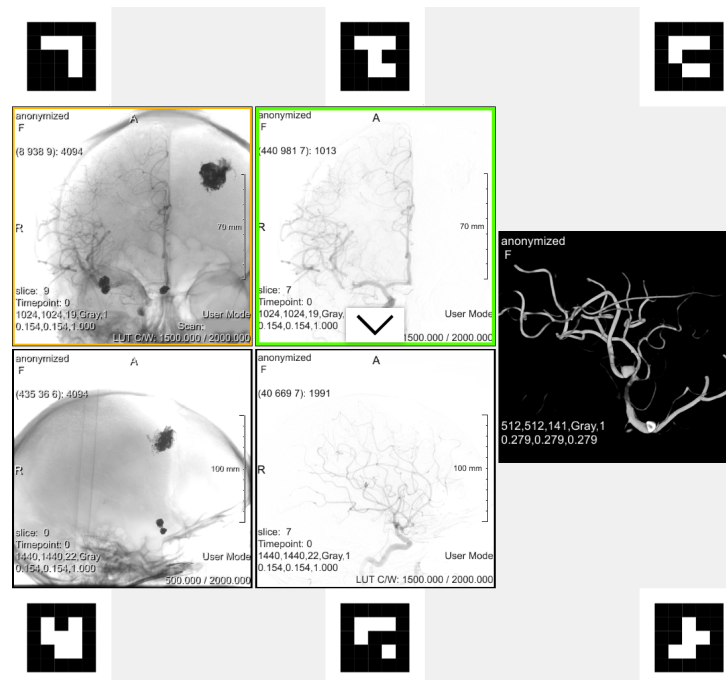 anonymized
F
A
(8 938 9): 4094
R
70 mm
slice: 9
Timepoint: 0
1024,1024,19,Gray,1
0.154,0.154,1.000
User Mode
Scan:
LUT C/W: 1500.000 / 2000.000
anonymized
F
A
(440 981 7): 1013
R
70 mm
slice: 7
Timepoint: 0
1024,1024,19,Gray,
0.154,0.154,1.000
User Mode
1500.000 / 2000.000
anonymized
F
anonymized
F
A
(435 36 6): 4094
R
100 mm
slice: 0
Timepoint: 0
1440,1440,22,Gray
0.154,0.154,1.000
User Mode
500.000 / 2000.000
anonymized
F
A
(40 669 7): 1991
R
100 mm
slice: 7
Timepoint: 0
1440,1440,22,Gray,1
0.154,0.154,1.000
User Mode
LUT C/W: 1500.000 / 2000.000
512,512,141,Gray,1
0.279,0.279,0.279